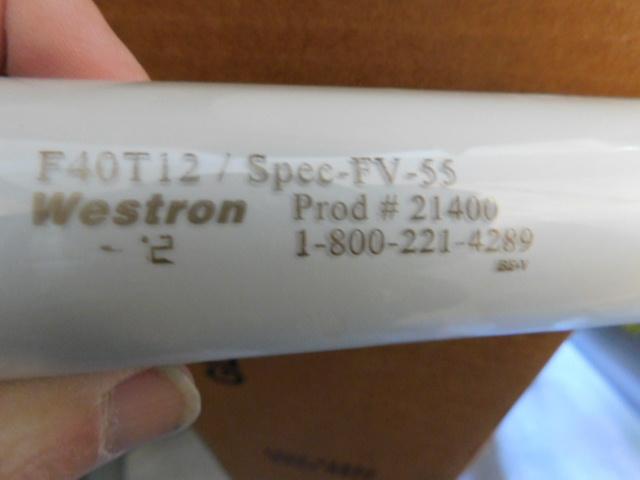 F40T12 / Spec-FV-55
Westron Prod # 21400
1-800-221-4289